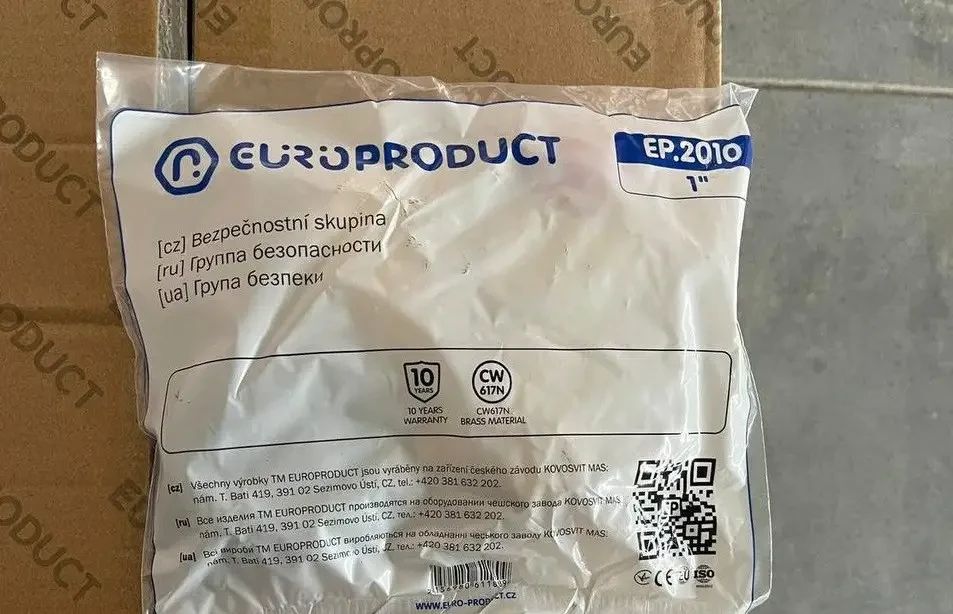 EUROPRODUCT
EP.2010
1"
[cz] Bezpečnostní skupina
[ru] Группа безопасности
[ua] Група безпеки
10
YEARS
10 YEARS
WARRANTY
CW
617N
CW617N
BRASS MATERIAL
[cz] Všechny výrobky TM EUROPRODUCT jsou vyráběny na zařízení českého závodu KOVOSVIT MAS:
nám. T. Bati 419, 391 02 Sezimovo Ústí, CZ, tel.: +420 381 632 202.
[ru] Все изделия TM EUROPRODUCT производятся на оборудовании чешского завода KOVOSVIT MAS
nám. T. Bati 419, 391 02 Sezimovo Ústí, CZ, тел.: +420 381 632 202.
[ua] Всі вироби TM EUROPRODUCT виробляються на обладнанні чеського заводу KOVOSVIT MAS
nám. T. Bati 419, 391 02 Sezimovo Ústí, CZ, тел.: +420 381 632 202.
CE EU ISO
WWW.EURO-PRODUCT.CZ
EUROPRODUCT